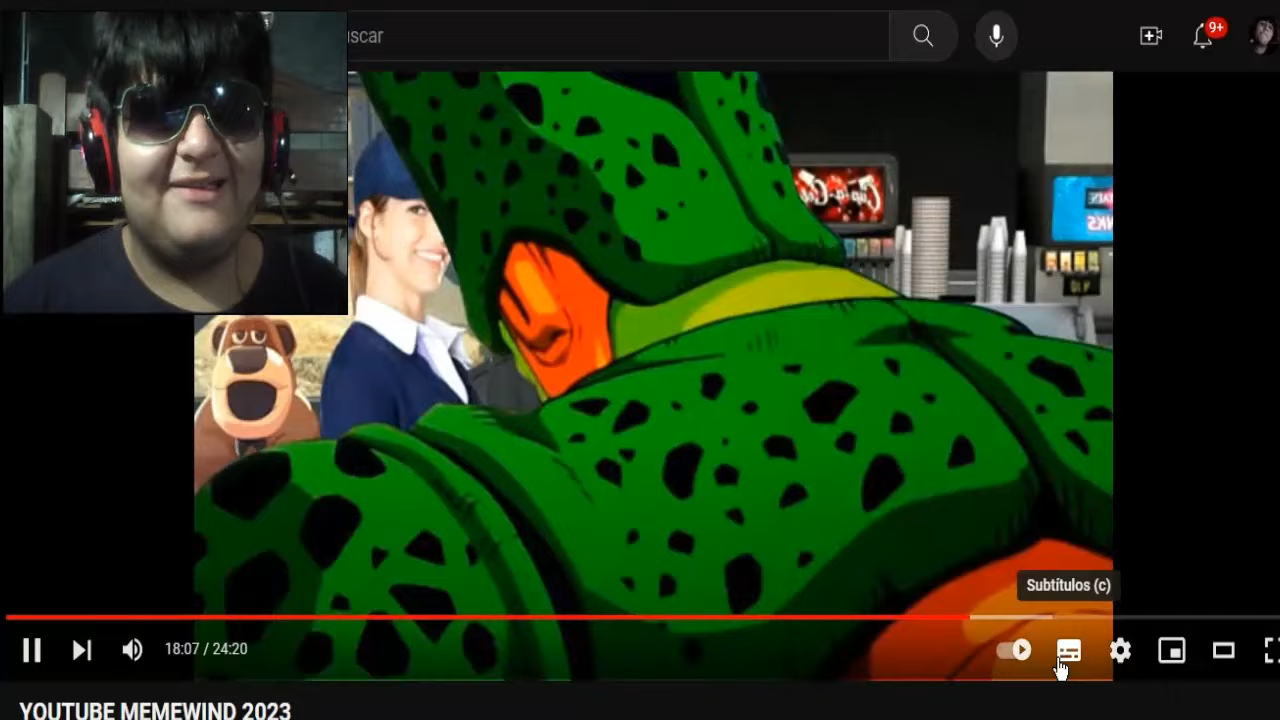 uscar
9+
Subtítulos (c)
18:07 / 24:20
YOUTUBE MEMEWIND 2023